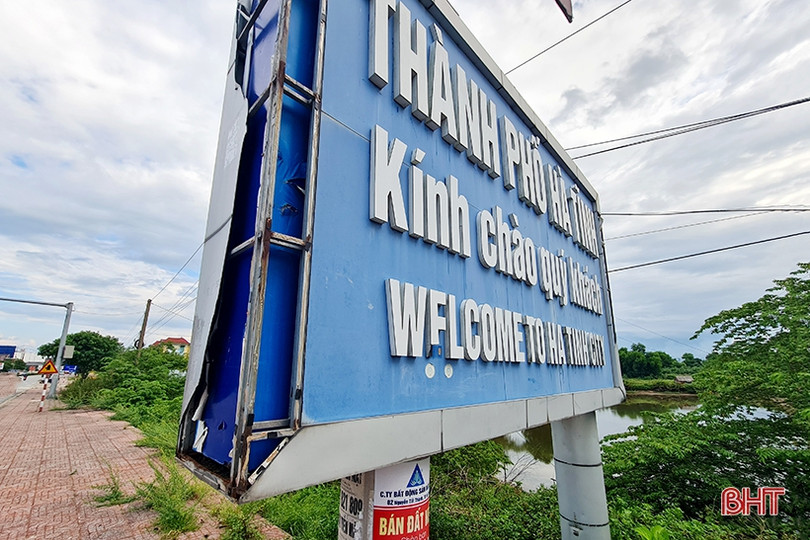 THÀNH PHỐ HÀ TĨNH
Kính chào quý Khách
WELCOME TO HA TINH CITY
C.TY BẤT ĐỘNG SẢN
BÁN ĐẤT
BHT